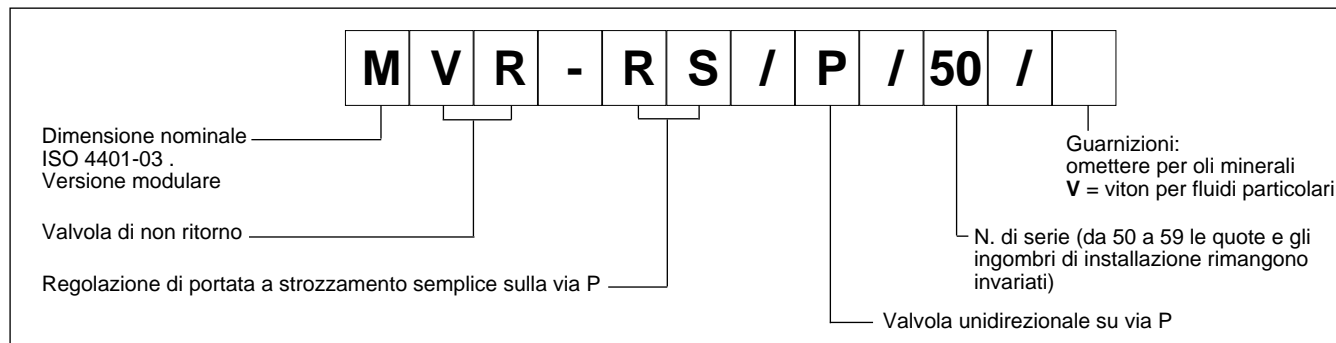 M V R - R S / P / 50 /
Dimensione nominale
ISO 4401-03 .
Versione modulare
Guarnizioni:
omettere per oli minerali
V = viton per fluidi particolari
Valvola di non ritorno
N. di serie (da 50 a 59 le quote e gli
ingombri di installazione rimangono
invariati)
Regolazione di portata a strozzamento semplice sulla via P
Valvola unidirezionale su via P